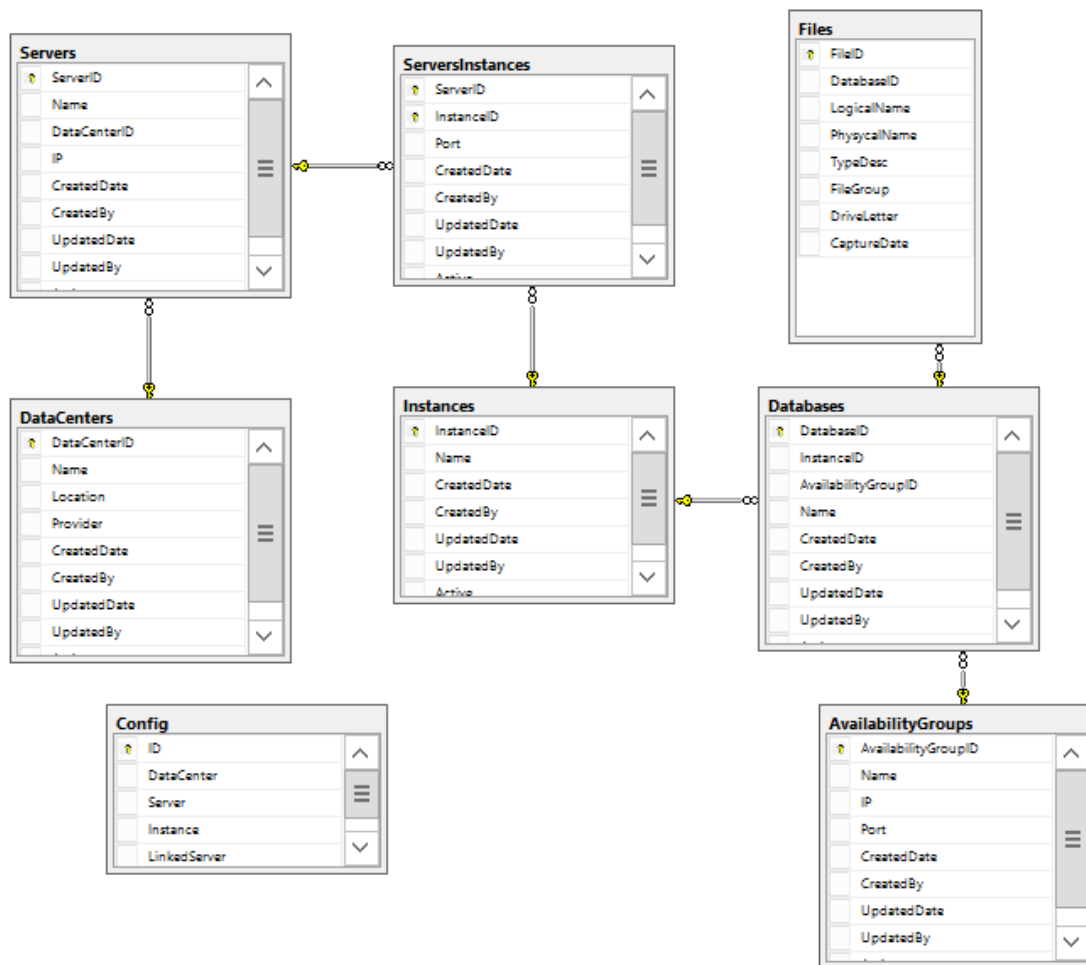 Servers
ServerID
Name
DataCenterID
IP
CreatedDate
CreatedBy
UpdatedDate
UpdatedBy
ServersInstances
ServerID
InstanceID
Port
CreatedDate
CreatedBy
UpdatedDate
UpdatedBy
Active
Files
FileID
DatabaseID
LogicalName
PhysycalName
TypeDesc
FileGroup
DriveLetter
CaptureDate
DataCenters
DataCenterID
Name
Location
Provider
CreatedDate
CreatedBy
UpdatedDate
UpdatedBy
Instances
InstanceID
Name
CreatedDate
CreatedBy
UpdatedDate
UpdatedBy
Active
Databases
DatabaseID
InstanceID
AvailabilityGroupID
Name
CreatedDate
CreatedBy
UpdatedDate
UpdatedBy
Config
ID
DataCenter
Server
Instance
LinkedServer
AvailabilityGroups
AvailabilityGroupID
Name
IP
Port
CreatedDate
CreatedBy
UpdatedDate
UpdatedBy